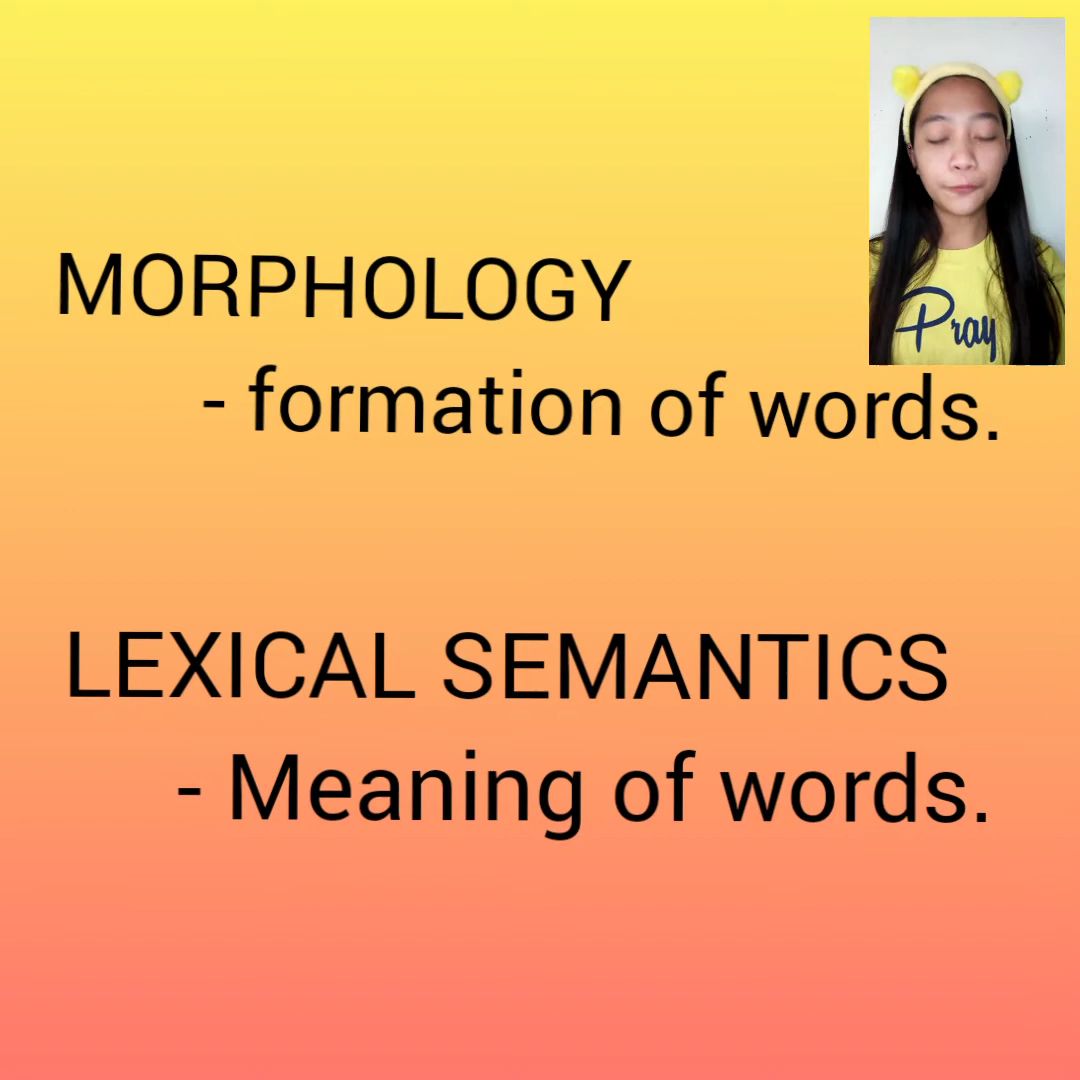 MORPHOLOGY
- formation of words.
LEXICAL SEMANTICS
- Meaning of words.
Pray